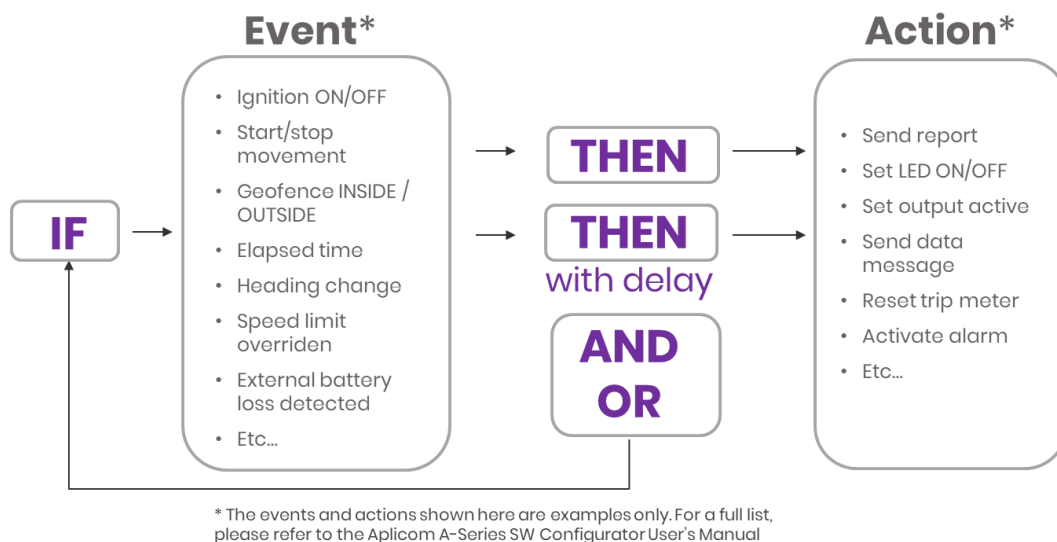 Event*
Action*
IF
• Ignition ON/OFF
• Start/stop
movement
• Geofence INSIDE /
OUTSIDE
• Elapsed time
• Heading change
• Speed limit
overriden
• External battery
loss detected
• Etc...
THEN
THEN
with delay
AND
OR
• Send report
• Set LED ON/OFF
• Set output active
• Send data
message
• Reset trip meter
• Activate alarm
• Etc...
* The events and actions shown here are examples only. For a full list,
please refer to the Aplicom A-Series SW Configurator User's Manual